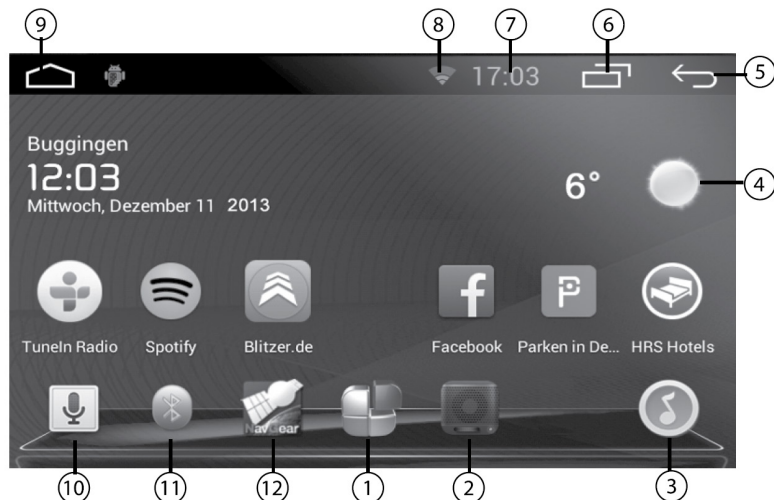 9 8 7 6 5
17:03
Buggingen
12:03
Mittwoch, Dezember 11 2013
6° 4
TuneIn Radio Spotify Blitzer.de Facebook Parken in De... HRS Hotels
NavGear
10 11 12 1 2 3